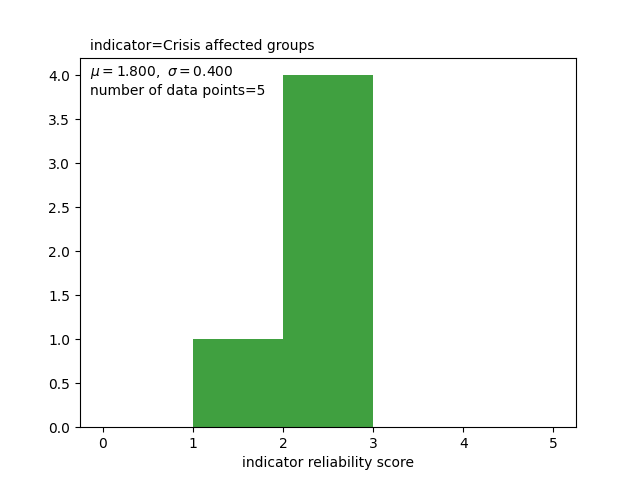 indicator=Crisis affected groups
μ = 1.800, σ = 0.400
number of data points=5
4.0
3.5
3.0
2.5
2.0
1.5
1.0
0.5
0.0
0 1 2 3 4 5
indicator reliability score